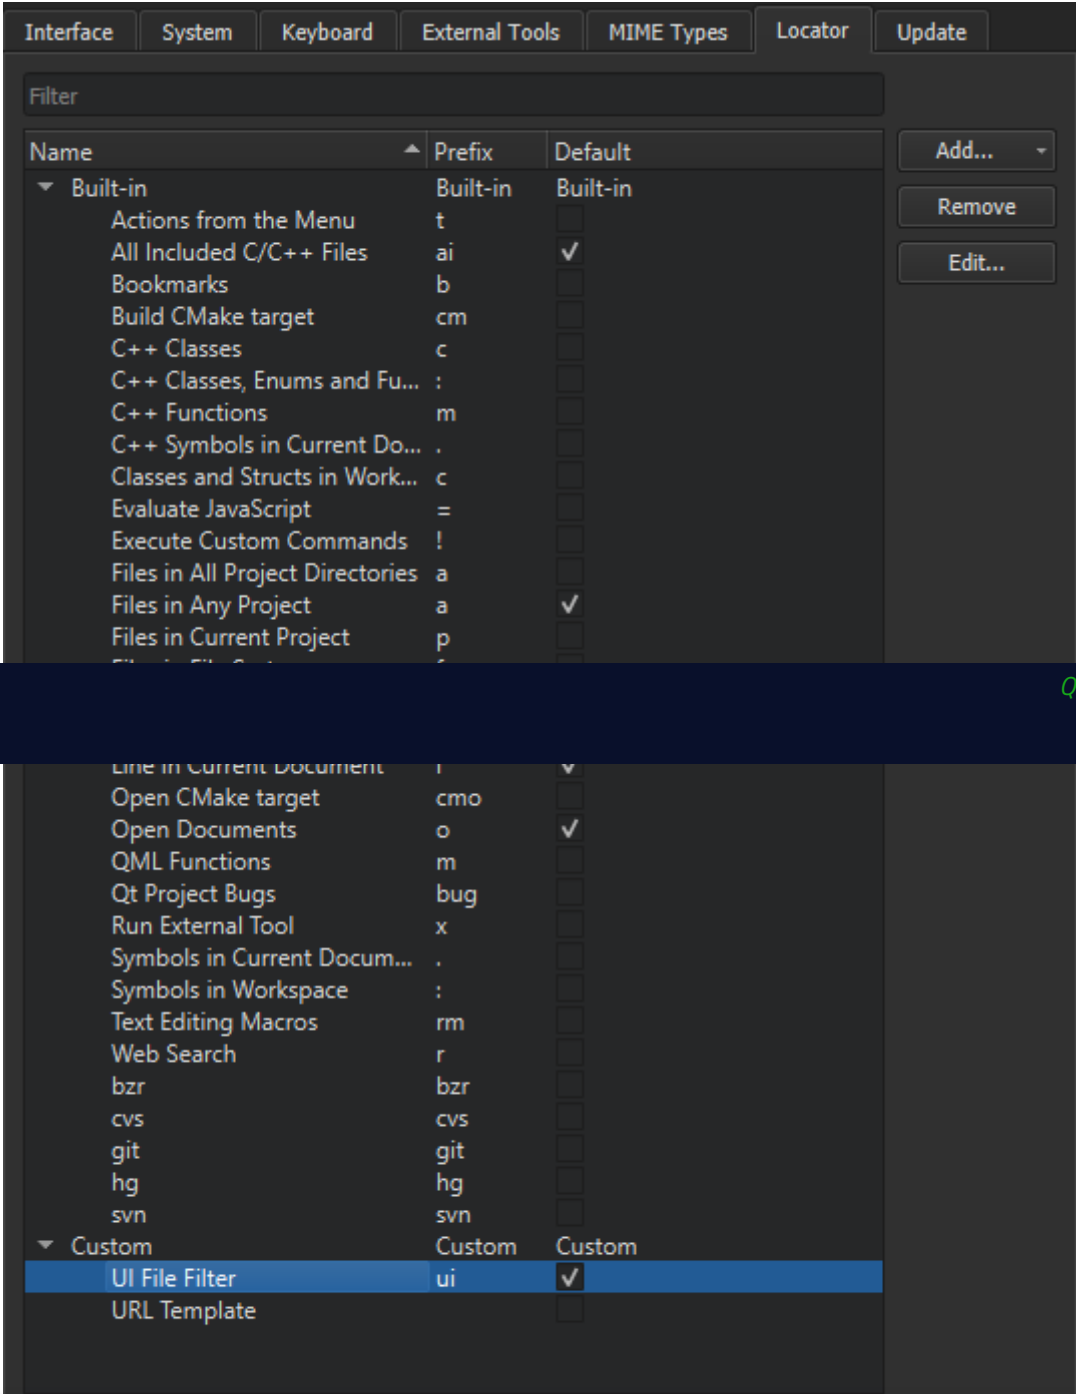 Interface System Keyboard External Tools MIME Types Locator Update
Filter
Name Prefix Default Add...
Built-in Built-in Built-in
Remove
Actions from the Menu t
All Included C/C++ Files ai
Edit...
Bookmarks b
Build CMake target cm
C++ Classes c
C++ Classes, Enums and Fu... :
C++ Functions m
C++ Symbols in Current Do... .
Classes and Structs in Work... c
Evaluate JavaScript =
Execute Custom Commands !
Files in All Project Directories a
Files in Any Project a
Files in Current Project p
Q
Line in Current Document l
Open CMake target cmo
Open Documents o
QML Functions m
Qt Project Bugs bug
Run External Tool x
Symbols in Current Docum... .
Symbols in Workspace :
Text Editing Macros rm
Web Search r
bzr bzr
cvs cvs
git git
hg hg
svn svn
Custom Custom Custom
UI File Filter ui
URL Template